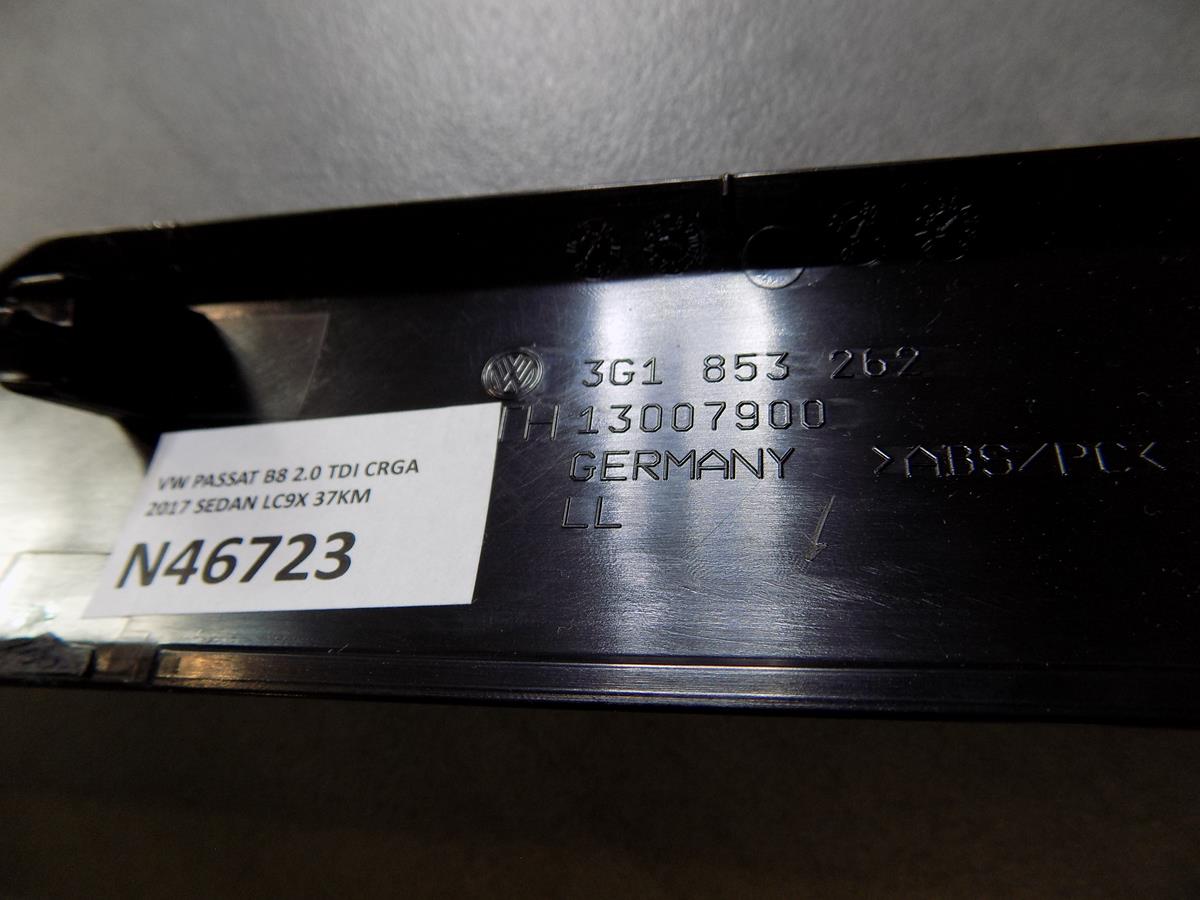 3G1 853 262
TH 13007900
GERMANY >ABS/PC<
LL
VW PASSAT B8 2.0 TDI CRGA
2017 SEDAN LC9X 37KM
N46723